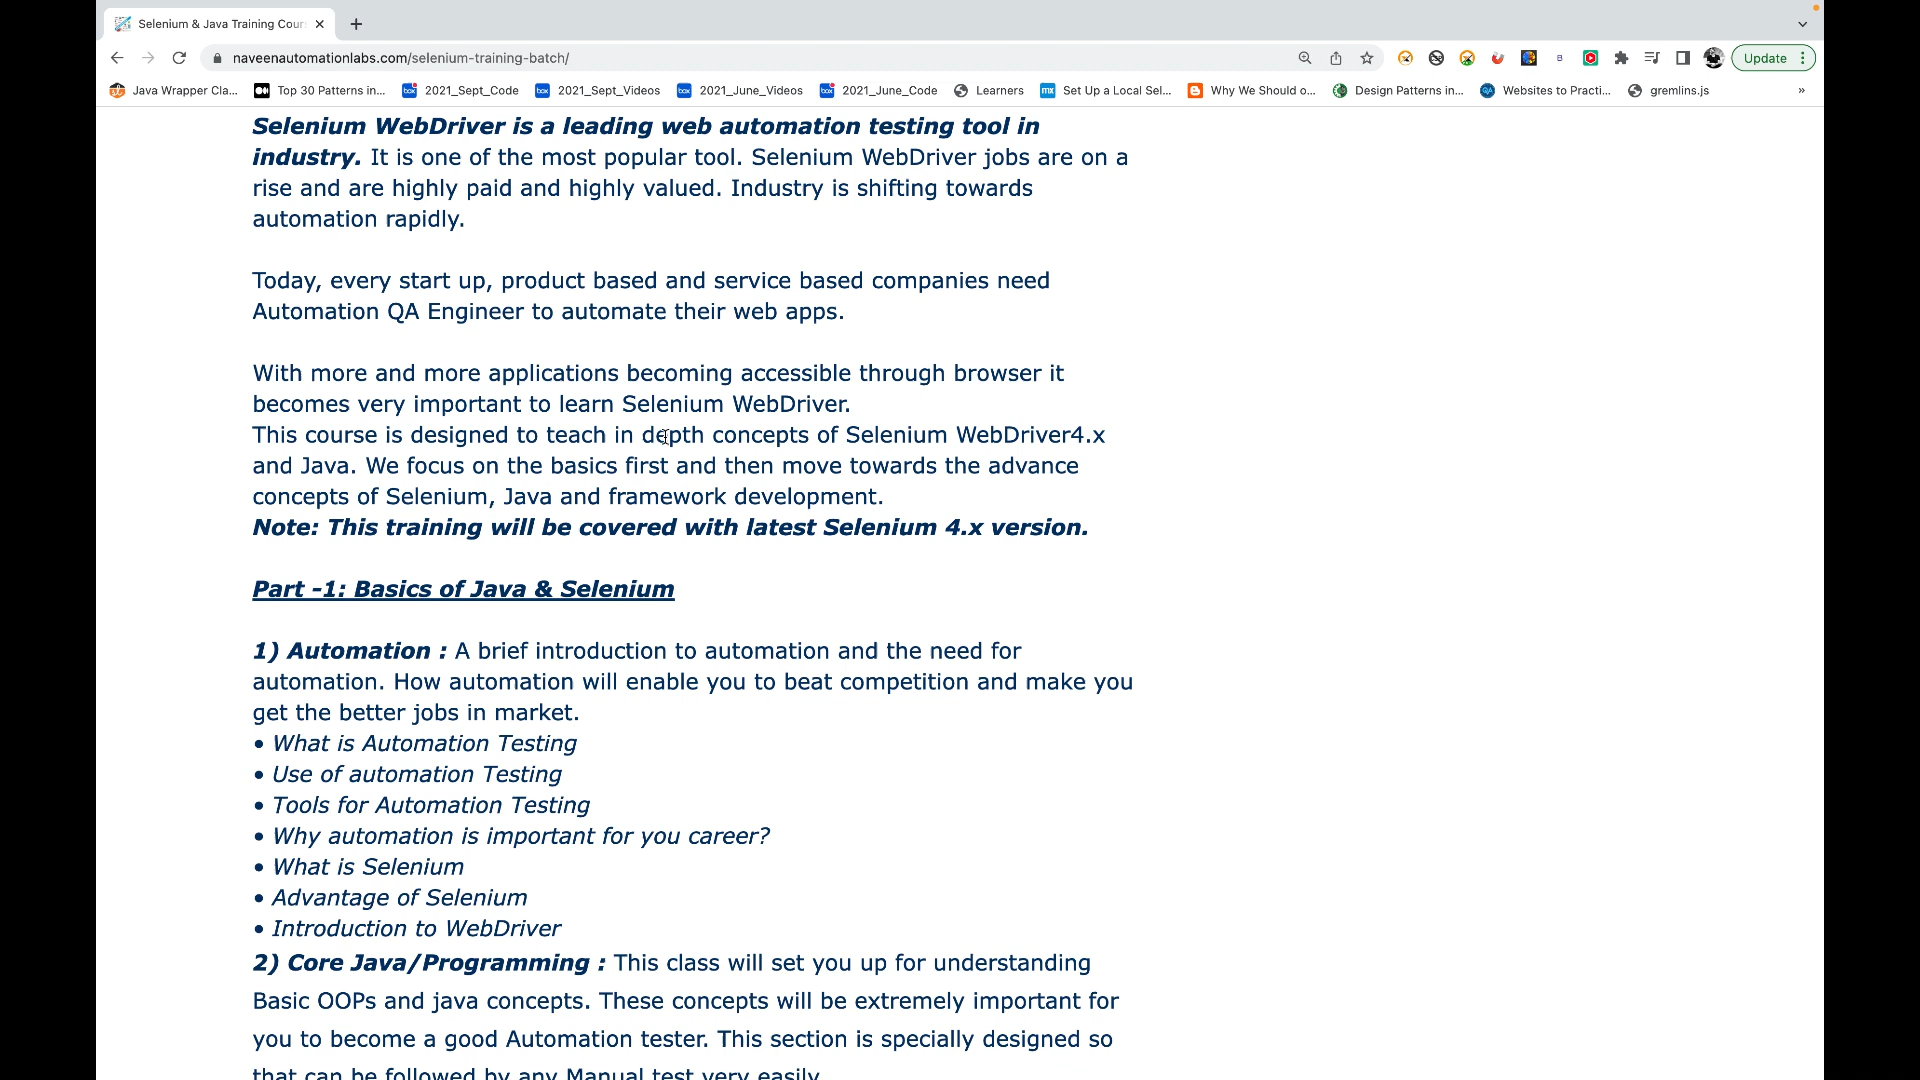 Selenium & Java Training Cour
naveenautomationlabs.com/selenium-training-batch/
Update
Java Wrapper Cla...
Top 30 Patterns in...
2021_Sept_Code
2021_Sept_Videos
2021_June_Videos
2021_June_Code
Learners
Set Up a Local Sel...
Why We Should o...
Design Patterns in...
Websites to Practi...
gremlins.js
»
Selenium WebDriver is a leading web automation testing tool in
industry. It is one of the most popular tool. Selenium WebDriver jobs are on a
rise and are highly paid and highly valued. Industry is shifting towards
automation rapidly.
Today, every start up, product based and service based companies need
Automation QA Engineer to automate their web apps.
With more and more applications becoming accessible through browser it
becomes very important to learn Selenium WebDriver.
This course is designed to teach in depth concepts of Selenium WebDriver4.x
and Java. We focus on the basics first and then move towards the advance
concepts of Selenium, Java and framework development.
Note: This training will be covered with latest Selenium 4.x version.
Part -1: Basics of Java & Selenium
1) Automation : A brief introduction to automation and the need for
automation. How automation will enable you to beat competition and make you
get the better jobs in market.
• What is Automation Testing
• Use of automation Testing
• Tools for Automation Testing
• Why automation is important for you career?
• What is Selenium
• Advantage of Selenium
• Introduction to WebDriver
2) Core Java/Programming : This class will set you up for understanding
Basic OOPs and java concepts. These concepts will be extremely important for
you to become a good Automation tester. This section is specially designed so
that can be followed by any Manual test very easily.